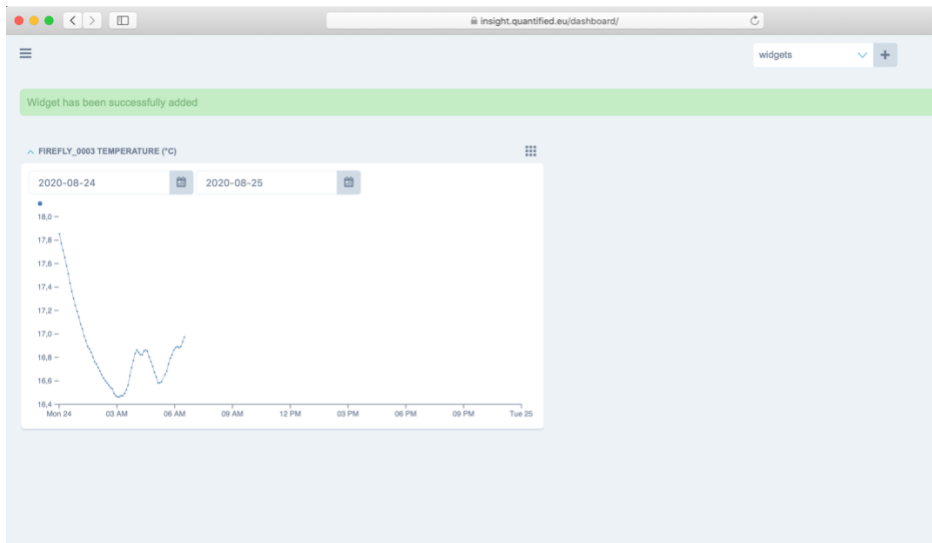 insight.quantified.eu/dashboard/
widgets
Widget has been successfully added
FIREFLY_0003 TEMPERATURE (°C)
2020-08-24 2020-08-25
18,0
17,8
17,6
17,4
17,2
17,0
16,8
16,6
16,4
Mon 24 03 AM 06 AM 09 AM 12 PM 03 PM 06 PM 09 PM Tue 25